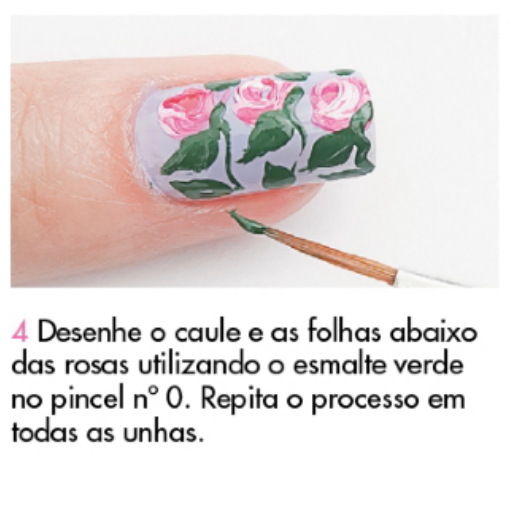 4 Desenhe o caule e as folhas abaixo
das rosas utilizando o esmalte verde
no pincel nº 0. Repita o processo em
todas as unhas.